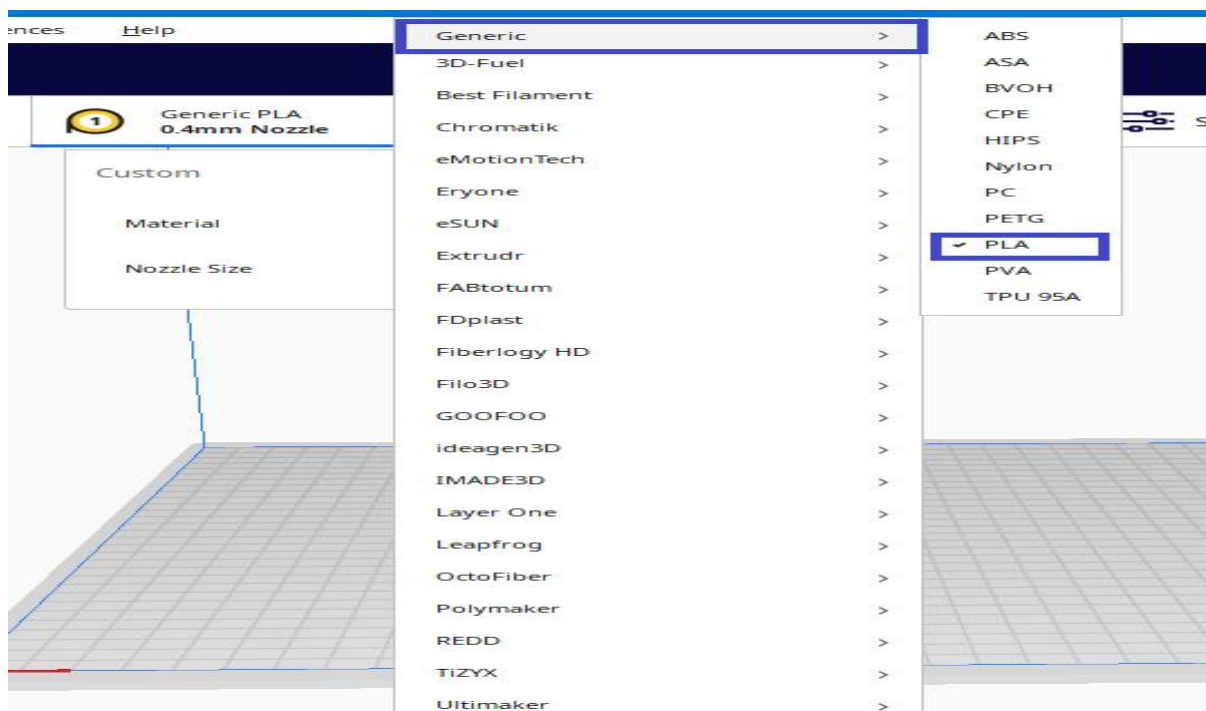 ences Help
1
Generic PLA
0.4mm Nozzle
Custom
Material
Nozzle Size
Generic >
3D-Fuel >
Best Filament >
Chromatik >
eMotionTech >
Eryone >
eSUN >
Extrudr >
FABtotum >
FDplast >
Fiberlogy HD >
Filo3D >
GOOFOO >
ideagen3D >
IMADE3D >
Layer One >
Leapfrog >
OctoFiber >
Polymaker >
REDD >
TiZYX >
Ultimaker >
ABS
ASA
BVOH
CPE
HIPS
Nylon
PC
PETG
✓ PLA
PVA
TPU 95A
S